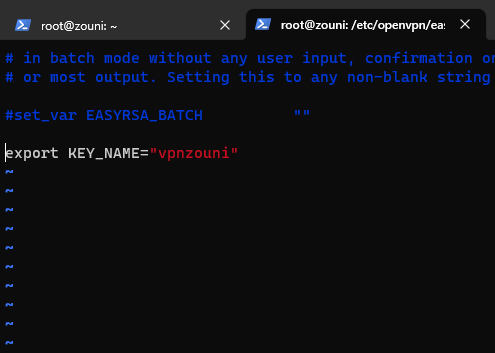 root@zouni: ~
root@zouni: /etc/openvpn/eas
# in batch mode without any user input, confirmation on
# or most output. Setting this to any non-blank string
#set_var EASYRSA_BATCH ""
export KEY_NAME="vpnzouni"
~
~
~
~
~
~
~
~
~
~